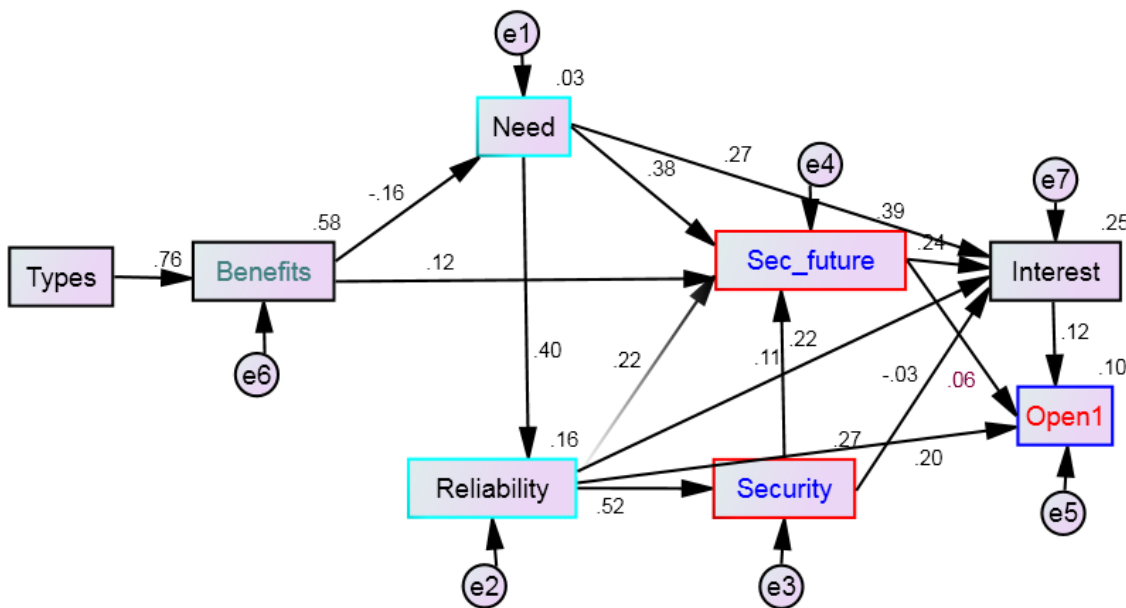 e1
.03
Need
.27
e4
.38
e7
-.16
.39
.58
.25
.24
Types
.76
Benefits
.12
Sec_future
Interest
e6
.40
.22
.11
.22
-.03
.12
.06
.10
Open1
.16
.27
.20
Reliability
.52
Security
e5
e2
e3